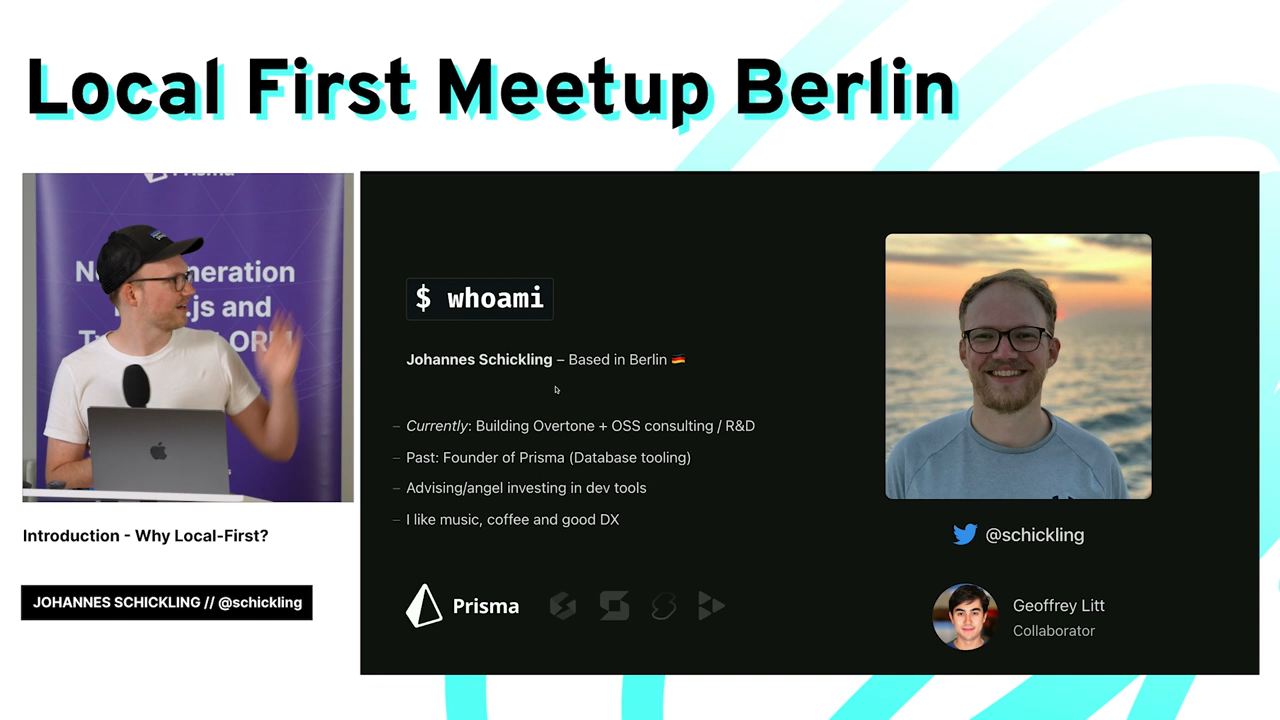 Local First Meetup Berlin
Prisma
and
$ whoami
Johannes Schickling – Based in Berlin 🇩🇪
– Currently: Building Overtone + OSS consulting / R&D
– Past: Founder of Prisma (Database tooling)
– Advising/angel investing in dev tools
– I like music, coffee and good DX
@schickling
Prisma
Geoffrey Litt
Collaborator
Introduction - Why Local-First?
JOHANNES SCHICKLING // @schickling